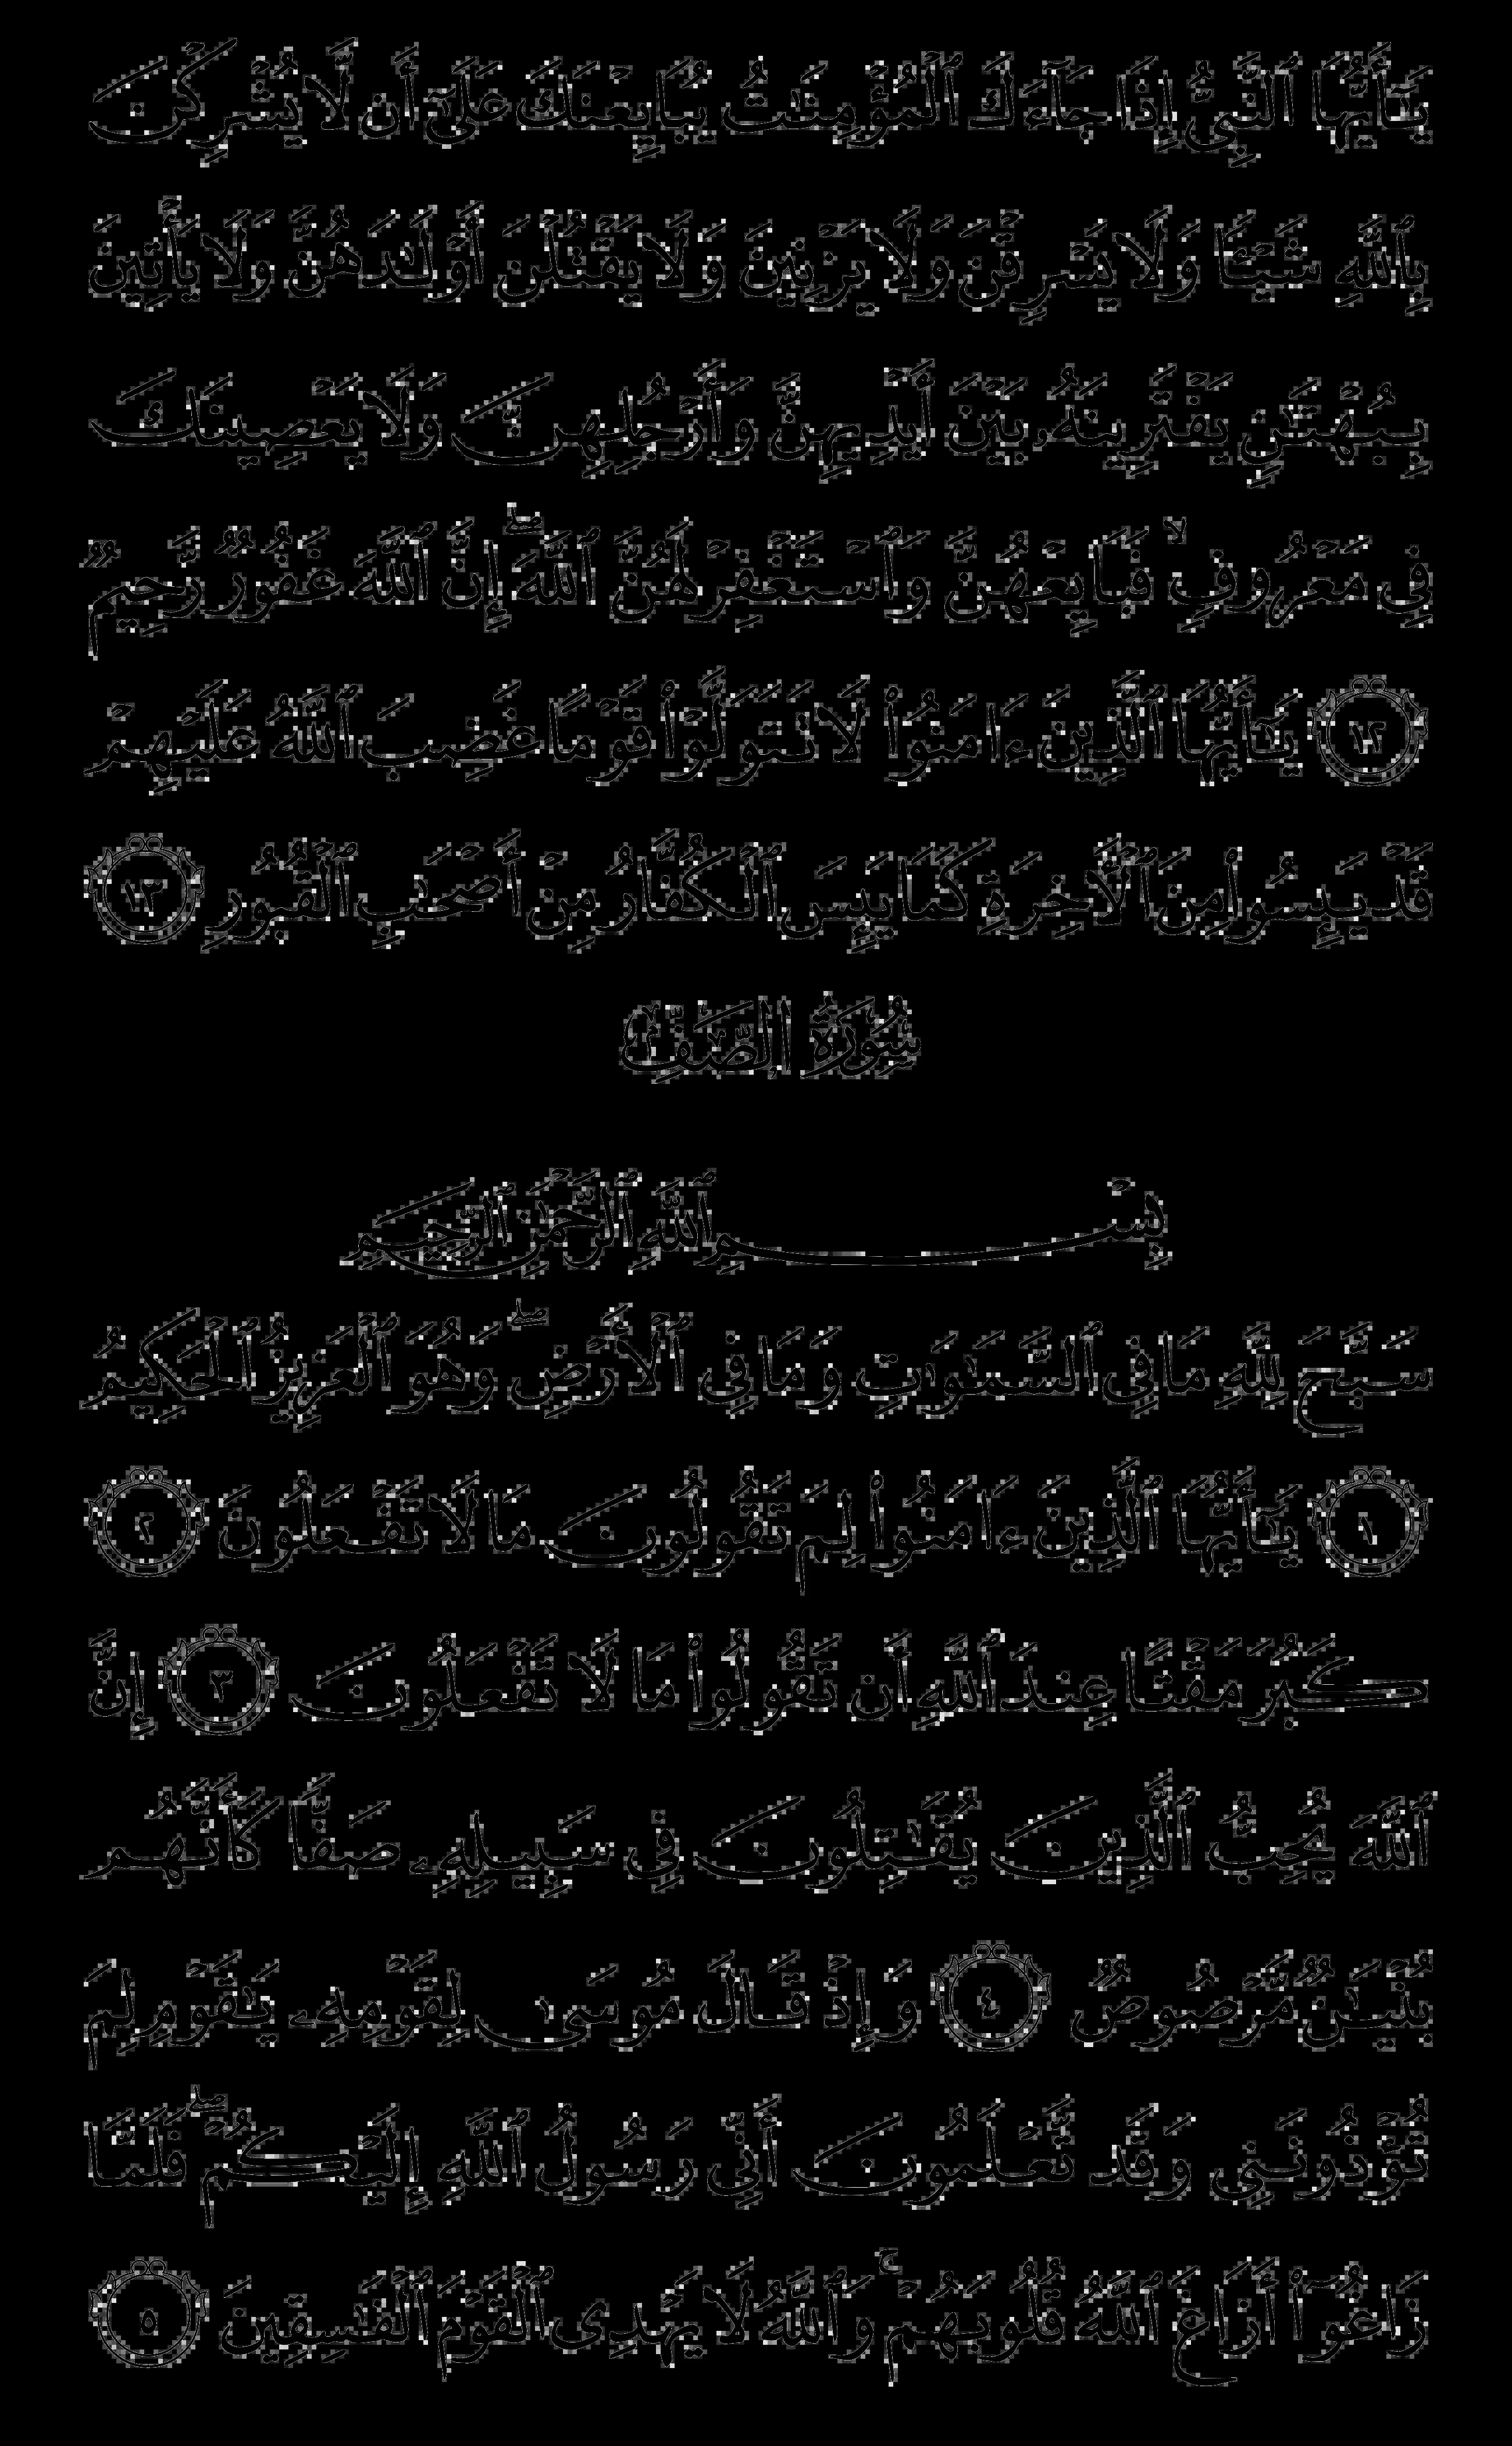 يَـٰٓأَيُّهَا ٱلنَّبِىُّ إِذَا جَآءَكَ ٱلْمُؤْمِنَـٰتُ يُبَايِعْنَكَ عَلَىٰٓ أَن لَّا يُشْرِكْنَ
بِٱللَّهِ شَيْـًٔا وَلَا يَسْرِقْنَ وَلَا يَزْنِينَ وَلَا يَقْتُلْنَ أَوْلَـٰدَهُنَّ وَلَا يَأْتِينَ
بِبُهْتَـٰنٍ يَفْتَرِينَهُۥ بَيْنَ أَيْدِيهِنَّ وَأَرْجُلِهِنَّ وَلَا يَعْصِينَكَ
فِى مَعْرُوفٍ ۙ فَبَايِعْهُنَّ وَٱسْتَغْفِرْ لَهُنَّ ٱللَّهَ ۖ إِنَّ ٱللَّهَ غَفُورٌ رَّحِيمٌ
١٢ يَـٰٓأَيُّهَا ٱلَّذِينَ ءَامَنُوا۟ لَا تَتَوَلَّوْا۟ قَوْمًا غَضِبَ ٱللَّهُ عَلَيْهِمْ
قَدْ يَئِسُوا۟ مِنَ ٱلْـَٔاخِرَةِ كَمَا يَئِسَ ٱلْكُفَّارُ مِنْ أَصْحَـٰبِ ٱلْقُبُورِ ١٣
سُورَةُ الصَّفِّ
بِسْمِ ٱللَّهِ ٱلرَّحْمَـٰنِ ٱلرَّحِيمِ
سَبَّحَ لِلَّهِ مَا فِى ٱلسَّمَـٰوَٰتِ وَمَا فِى ٱلْأَرْضِ ۖ وَهُوَ ٱلْعَزِيزُ ٱلْحَكِيمُ
١ يَـٰٓأَيُّهَا ٱلَّذِينَ ءَامَنُوا۟ لِمَ تَقُولُونَ مَا لَا تَفْعَلُونَ ٢
كَبُرَ مَقْتًا عِندَ ٱللَّهِ أَن تَقُولُوا۟ مَا لَا تَفْعَلُونَ ٣ إِنَّ
ٱللَّهَ يُحِبُّ ٱلَّذِينَ يُقَـٰتِلُونَ فِى سَبِيلِهِۦ صَفًّا كَأَنَّهُم
بُنْيَـٰنٌ مَّرْصُوصٌ ٤ وَإِذْ قَالَ مُوسَىٰ لِقَوْمِهِۦ يَـٰقَوْمِ لِمَ
تُؤْذُونَنِى وَقَد تَّعْلَمُونَ أَنِّى رَسُولُ ٱللَّهِ إِلَيْكُمْ ۖ فَلَمَّا
زَاغُوٓا۟ أَزَاغَ ٱللَّهُ قُلُوبَهُمْ ۚ وَٱللَّهُ لَا يَهْدِى ٱلْقَوْمَ ٱلْفَـٰسِقِينَ ٥